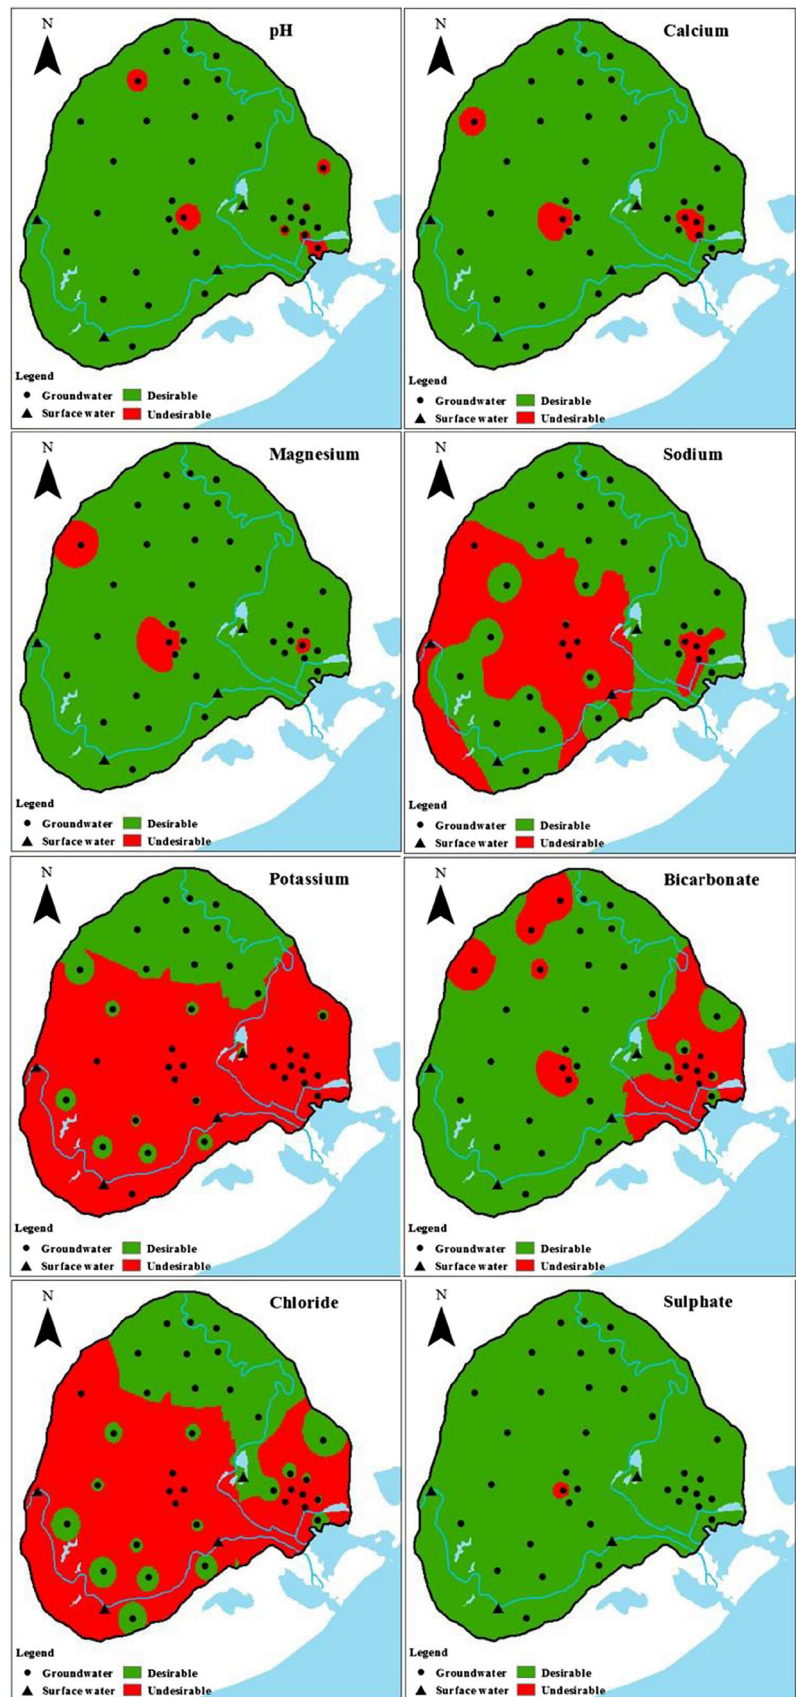 N
pH
Legend
Groundwater Desirable
Surface water Undesirable
N
Calcium
Legend
Groundwater Desirable
Surface water Undesirable
N
Magnesium
Legend
Groundwater Desirable
Surface water Undesirable
N
Sodium
Legend
Groundwater Desirable
Surface water Undesirable
N
Potassium
Legend
Groundwater Desirable
Surface water Undesirable
N
Bicarbonate
Legend
Groundwater Desirable
Surface water Undesirable
N
Chloride
Legend
Groundwater Desirable
Surface water Undesirable
N
Sulphate
Legend
Groundwater Desirable
Surface water Undesirable